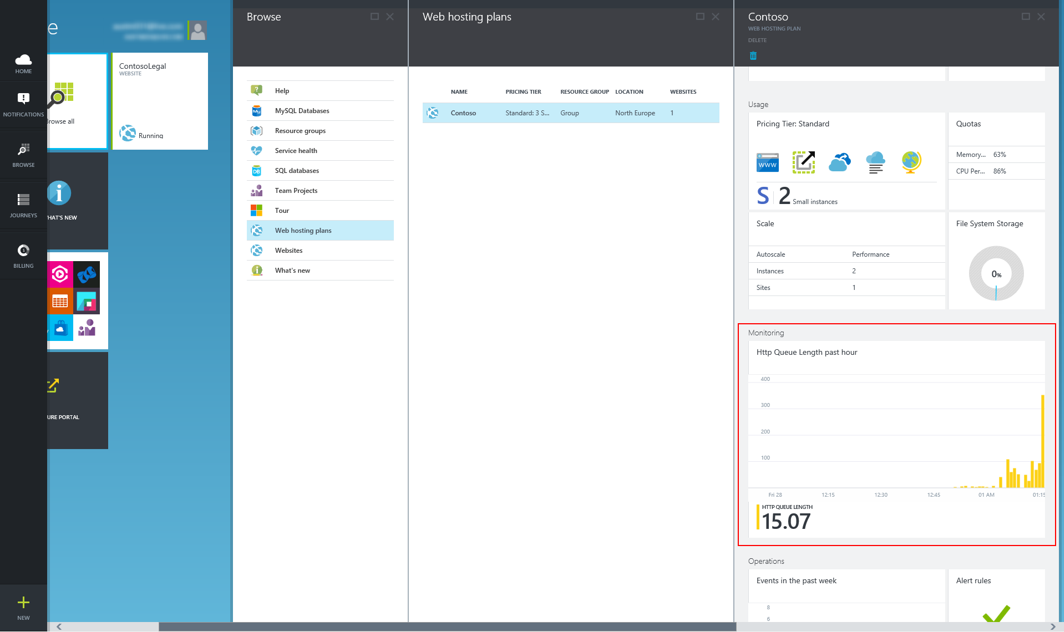 e
HOME
NOTIFICATIONS
BROWSE
JOURNEYS
BILLING
NEW
rowse all
ContosoLegal
WEBSITE
Running
HAT'S NEW
URE PORTAL
Browse
Help
MySQL Databases
Resource groups
Service health
SQL databases
Team Projects
Tour
Web hosting plans
Websites
What's new
Web hosting plans
NAME PRICING TIER RESOURCE GROUP LOCATION WEBSITES
Contoso Standard: 3 S... Group North Europe 1
Contoso
WEB HOSTING PLAN
DELETE
Usage
Pricing Tier: Standard
WWW
S 2 Small instances
Quotas
Memory... 63%
CPU Per... 86%
Scale
Autoscale Performance
Instances 2
Sites 1
File System Storage
0%
Monitoring
Http Queue Length past hour
400
300
200
100
Fri 28 12:15 12:30 12:45 01 AM 01:15
HTTP QUEUE LENGTH
15.07
Operations
Events in the past week
8
6
Alert rules